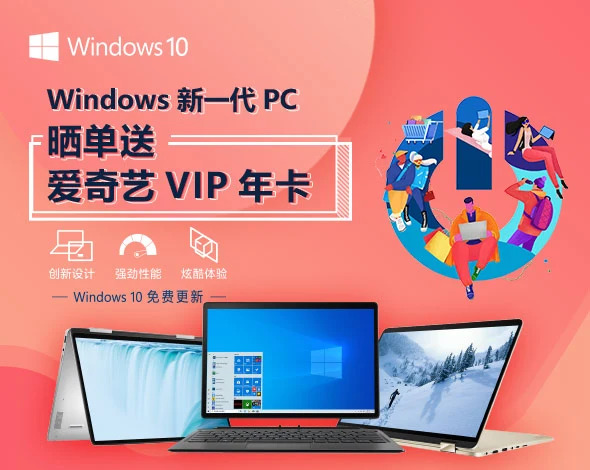 Windows 10
Windows 新一代 PC
晒单送
爱奇艺 VIP 年卡
创新设计 强劲性能 炫酷体验
Windows 10 免费更新